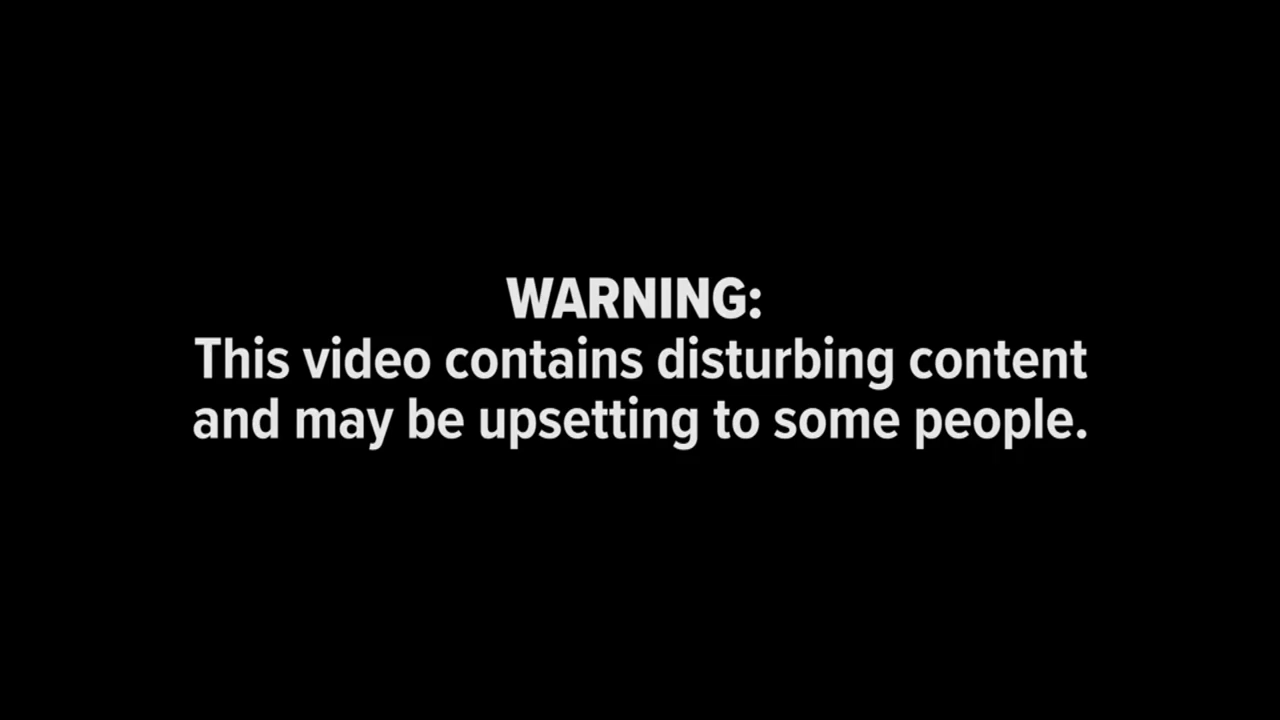 WARNING:
This video contains disturbing content
and may be upsetting to some people.